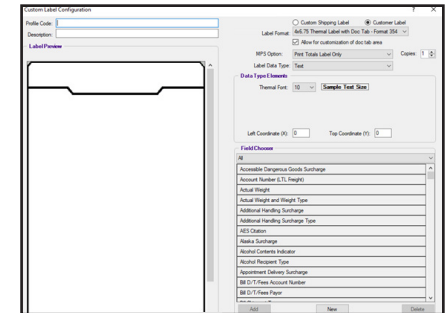 Custom Label Configuration
Profile Code:
Description:
Label Preview
Custom Shipping Label Customer Label
Label Format: 4x6.75 Thermal Label with Doc Tab - Format 354
Allow for customization of doc tab area
MPS Option: Print Totals Label Only Copies: 1
Label Data Type: Text
Data Type Elements
Thermal Font: 10 Sample Text Size
Left Coordinate (X): 0 Top Coordinate (Y): 0
Field Chooser
All
Accessible Dangerous Goods Surcharge
Account Number (LTL Freight)
Actual Weight
Actual Weight and Weight Type
Additional Handling Surcharge
Additional Handling Surcharge Type
AES Citation
Alaska Surcharge
Alcohol Contents Indicator
Alcohol Recipient Type
Appointment Delivery Surcharge
Bill D/T/Fees Account Number
Bill D/T/Fees Payor
Add New Delete